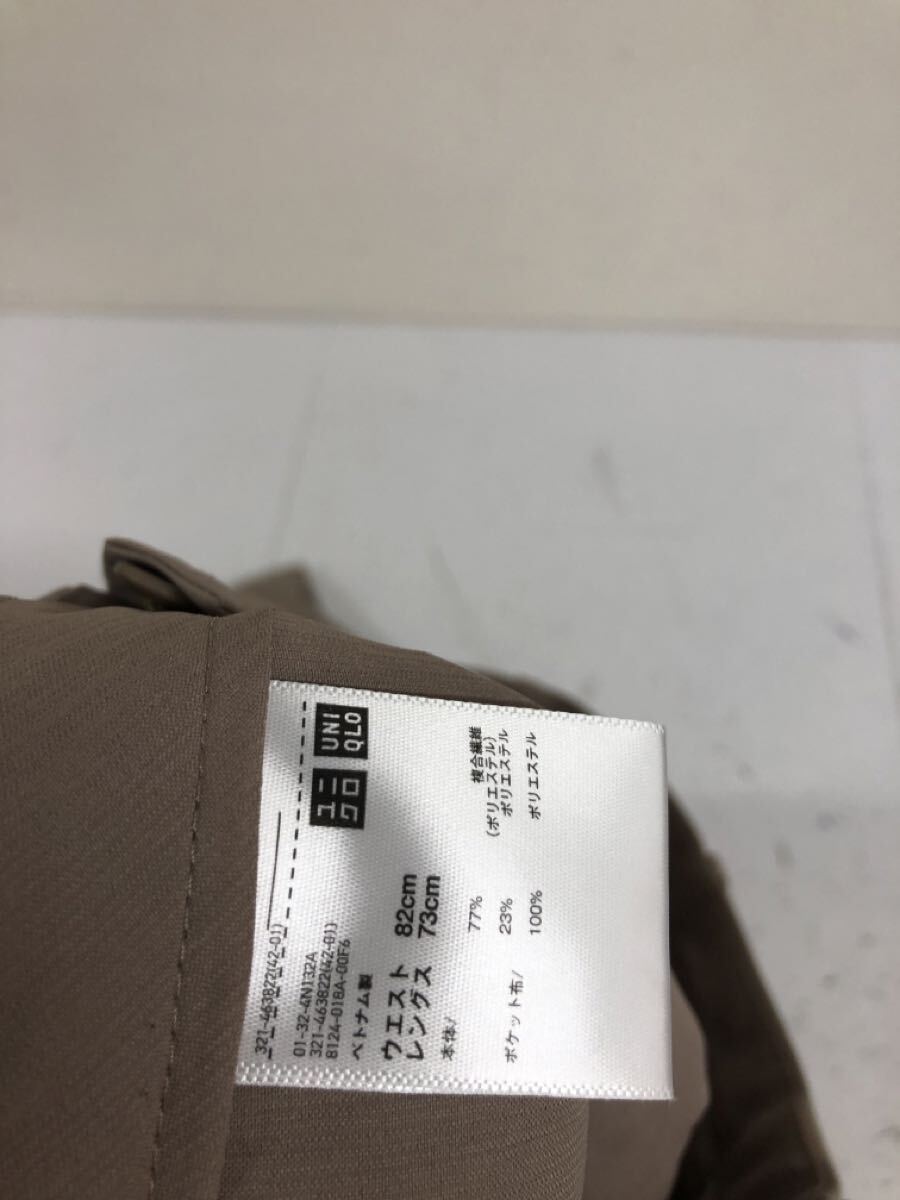 321-463822(42-01)
ユニクロ
UNIQLO
01-32-4N132A
321-463822(42-01)
8124-018A-00F6
ベトナム製
ウエスト 82cm
レングス 73cm
本体/ 77% 複合繊維
(ポリエステル)
23% ポリエステル
ポケット布/ 100% ポリエステル